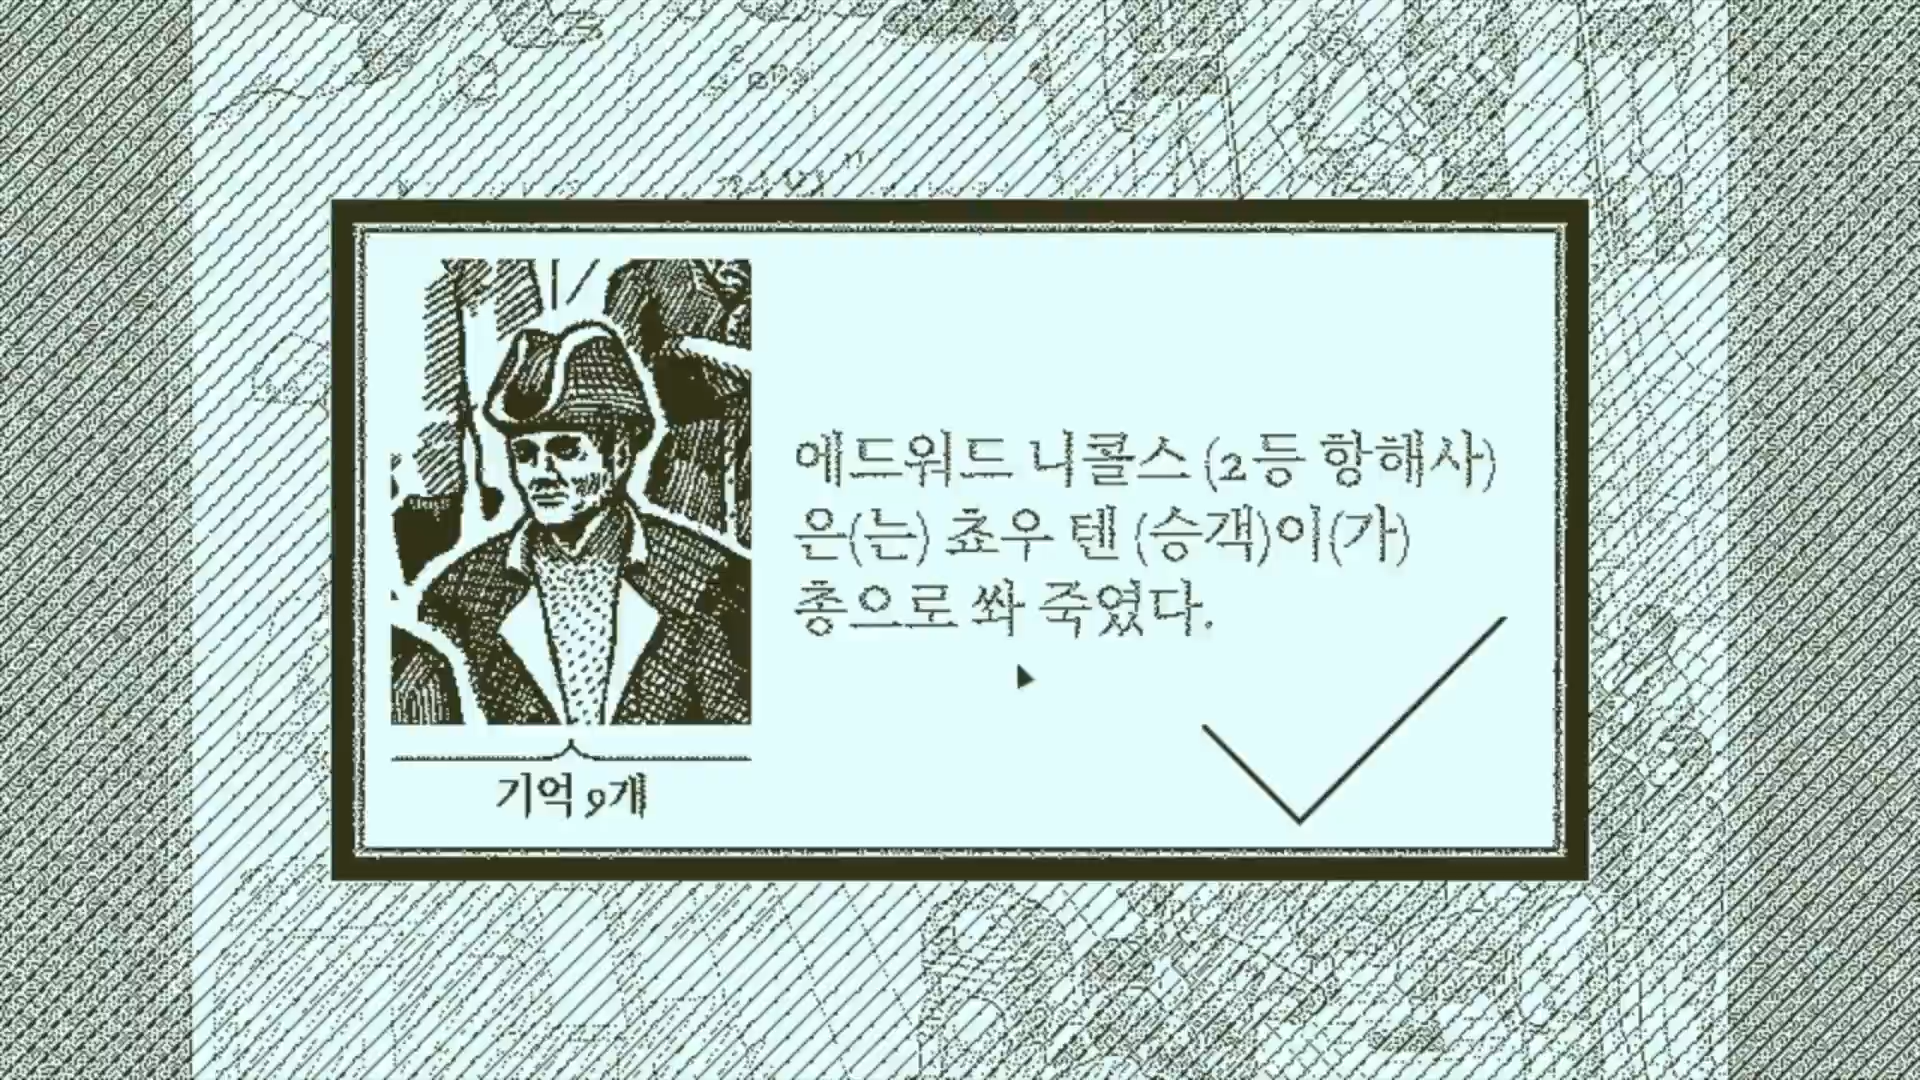 에드워드 니콜스 (2등 항해사)
은(는) 쵸우 텐 (승객)이(가)
총으로 쏴 죽였다.
기억 9개